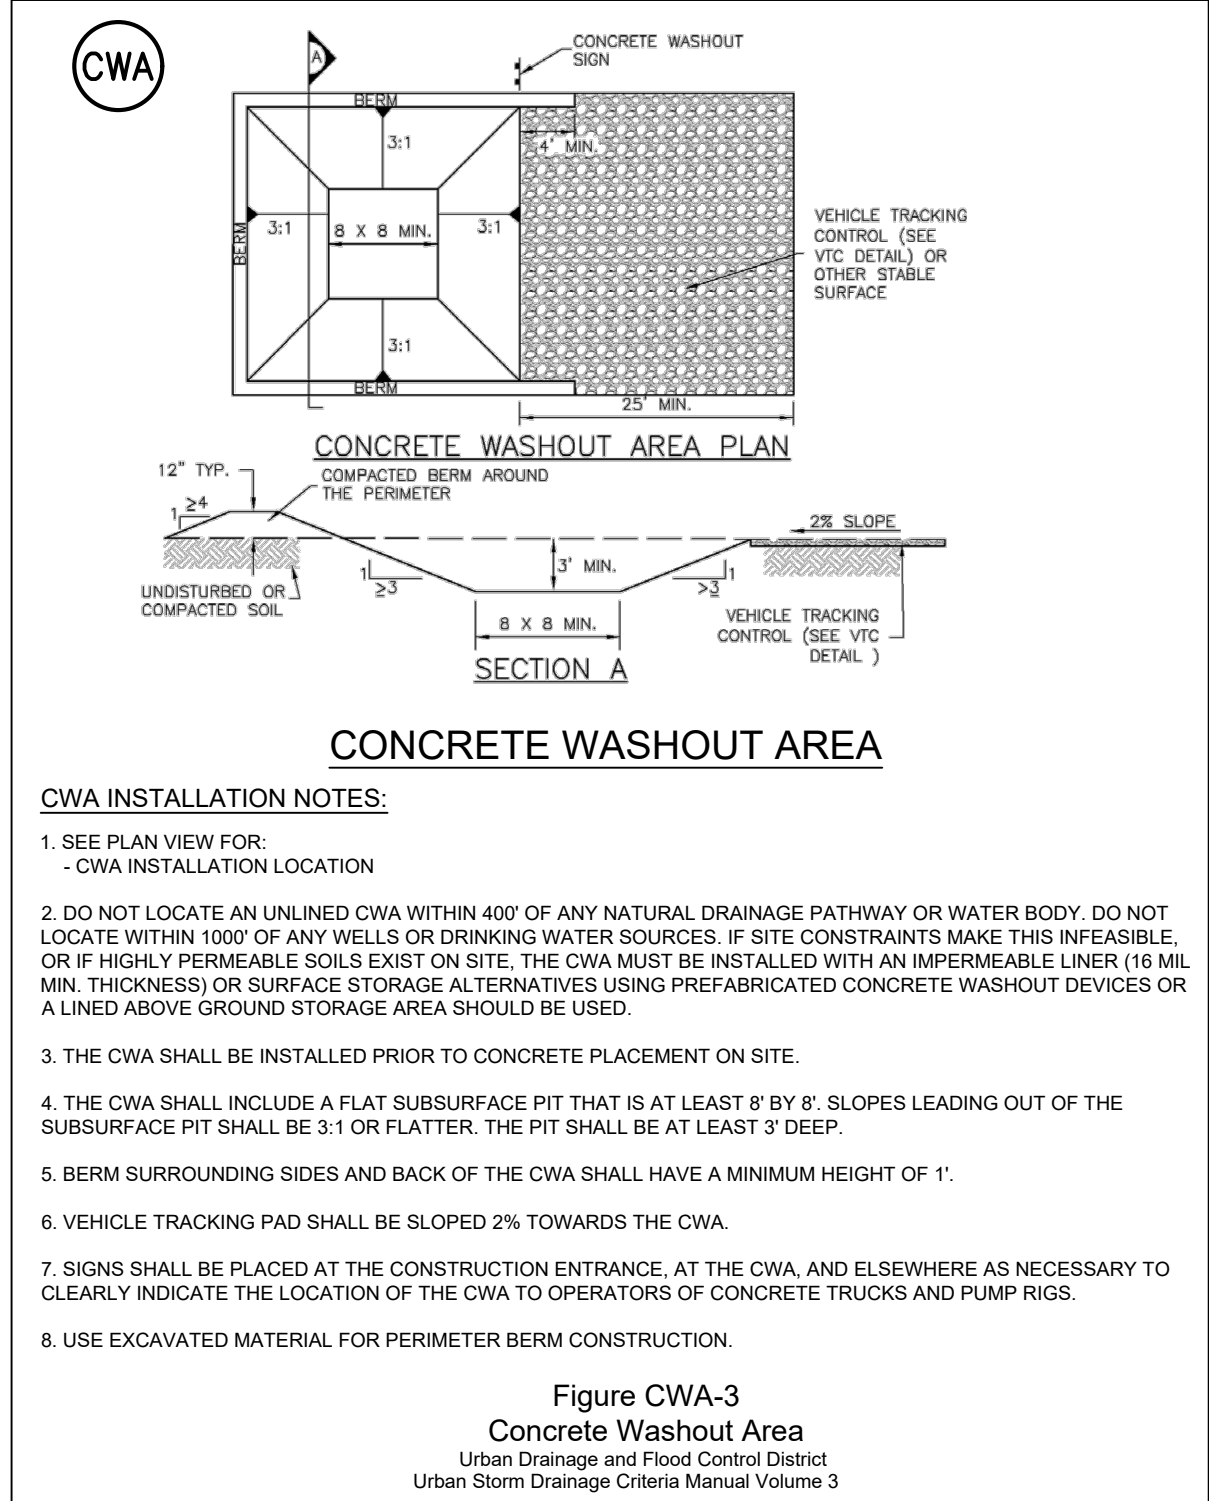 CWA
A
CONCRETE WASHOUT
SIGN
BERM
3:1
4' MIN.
BERM
3:1
8 X 8 MIN.
3:1
VEHICLE TRACKING
CONTROL (SEE
VTC DETAIL) OR
OTHER STABLE
SURFACE
3:1
BERM
25' MIN.
CONCRETE WASHOUT AREA PLAN
12" TYP.
COMPACTED BERM AROUND
THE PERIMETER
1
≥4
2% SLOPE
3' MIN.
1
≥3
1
>3
UNDISTURBED OR
COMPACTED SOIL
8 X 8 MIN.
VEHICLE TRACKING
CONTROL (SEE VTC
DETAIL )
SECTION A
CONCRETE WASHOUT AREA
CWA INSTALLATION NOTES:
1. SEE PLAN VIEW FOR:
- CWA INSTALLATION LOCATION
2. DO NOT LOCATE AN UNLINED CWA WITHIN 400' OF ANY NATURAL DRAINAGE PATHWAY OR WATER BODY. DO NOT
LOCATE WITHIN 1000' OF ANY WELLS OR DRINKING WATER SOURCES. IF SITE CONSTRAINTS MAKE THIS INFEASIBLE,
OR IF HIGHLY PERMEABLE SOILS EXIST ON SITE, THE CWA MUST BE INSTALLED WITH AN IMPERMEABLE LINER (16 MIL
MIN. THICKNESS) OR SURFACE STORAGE ALTERNATIVES USING PREFABRICATED CONCRETE WASHOUT DEVICES OR
A LINED ABOVE GROUND STORAGE AREA SHOULD BE USED.
3. THE CWA SHALL BE INSTALLED PRIOR TO CONCRETE PLACEMENT ON SITE.
4. THE CWA SHALL INCLUDE A FLAT SUBSURFACE PIT THAT IS AT LEAST 8' BY 8'. SLOPES LEADING OUT OF THE
SUBSURFACE PIT SHALL BE 3:1 OR FLATTER. THE PIT SHALL BE AT LEAST 3' DEEP.
5. BERM SURROUNDING SIDES AND BACK OF THE CWA SHALL HAVE A MINIMUM HEIGHT OF 1'.
6. VEHICLE TRACKING PAD SHALL BE SLOPED 2% TOWARDS THE CWA.
7. SIGNS SHALL BE PLACED AT THE CONSTRUCTION ENTRANCE, AT THE CWA, AND ELSEWHERE AS NECESSARY TO
CLEARLY INDICATE THE LOCATION OF THE CWA TO OPERATORS OF CONCRETE TRUCKS AND PUMP RIGS.
8. USE EXCAVATED MATERIAL FOR PERIMETER BERM CONSTRUCTION.
Figure CWA-3
Concrete Washout Area
Urban Drainage and Flood Control District
Urban Storm Drainage Criteria Manual Volume 3